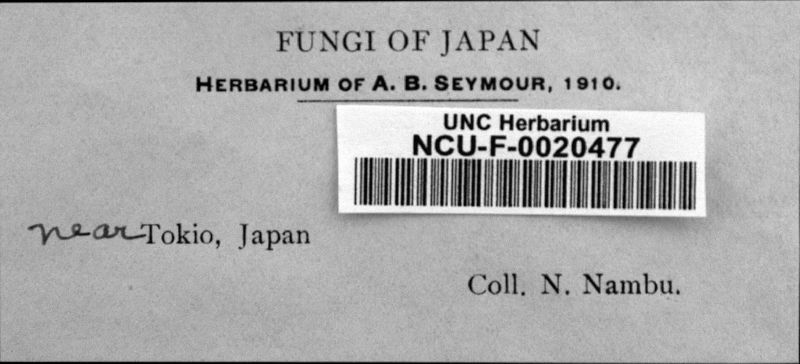 FUNGI OF JAPAN
HERBARIUM OF A. B. SEYMOUR, 1910.
UNC Herbarium
NCU-F-0020477
near Tokio, Japan
Coll. N. Nambu.